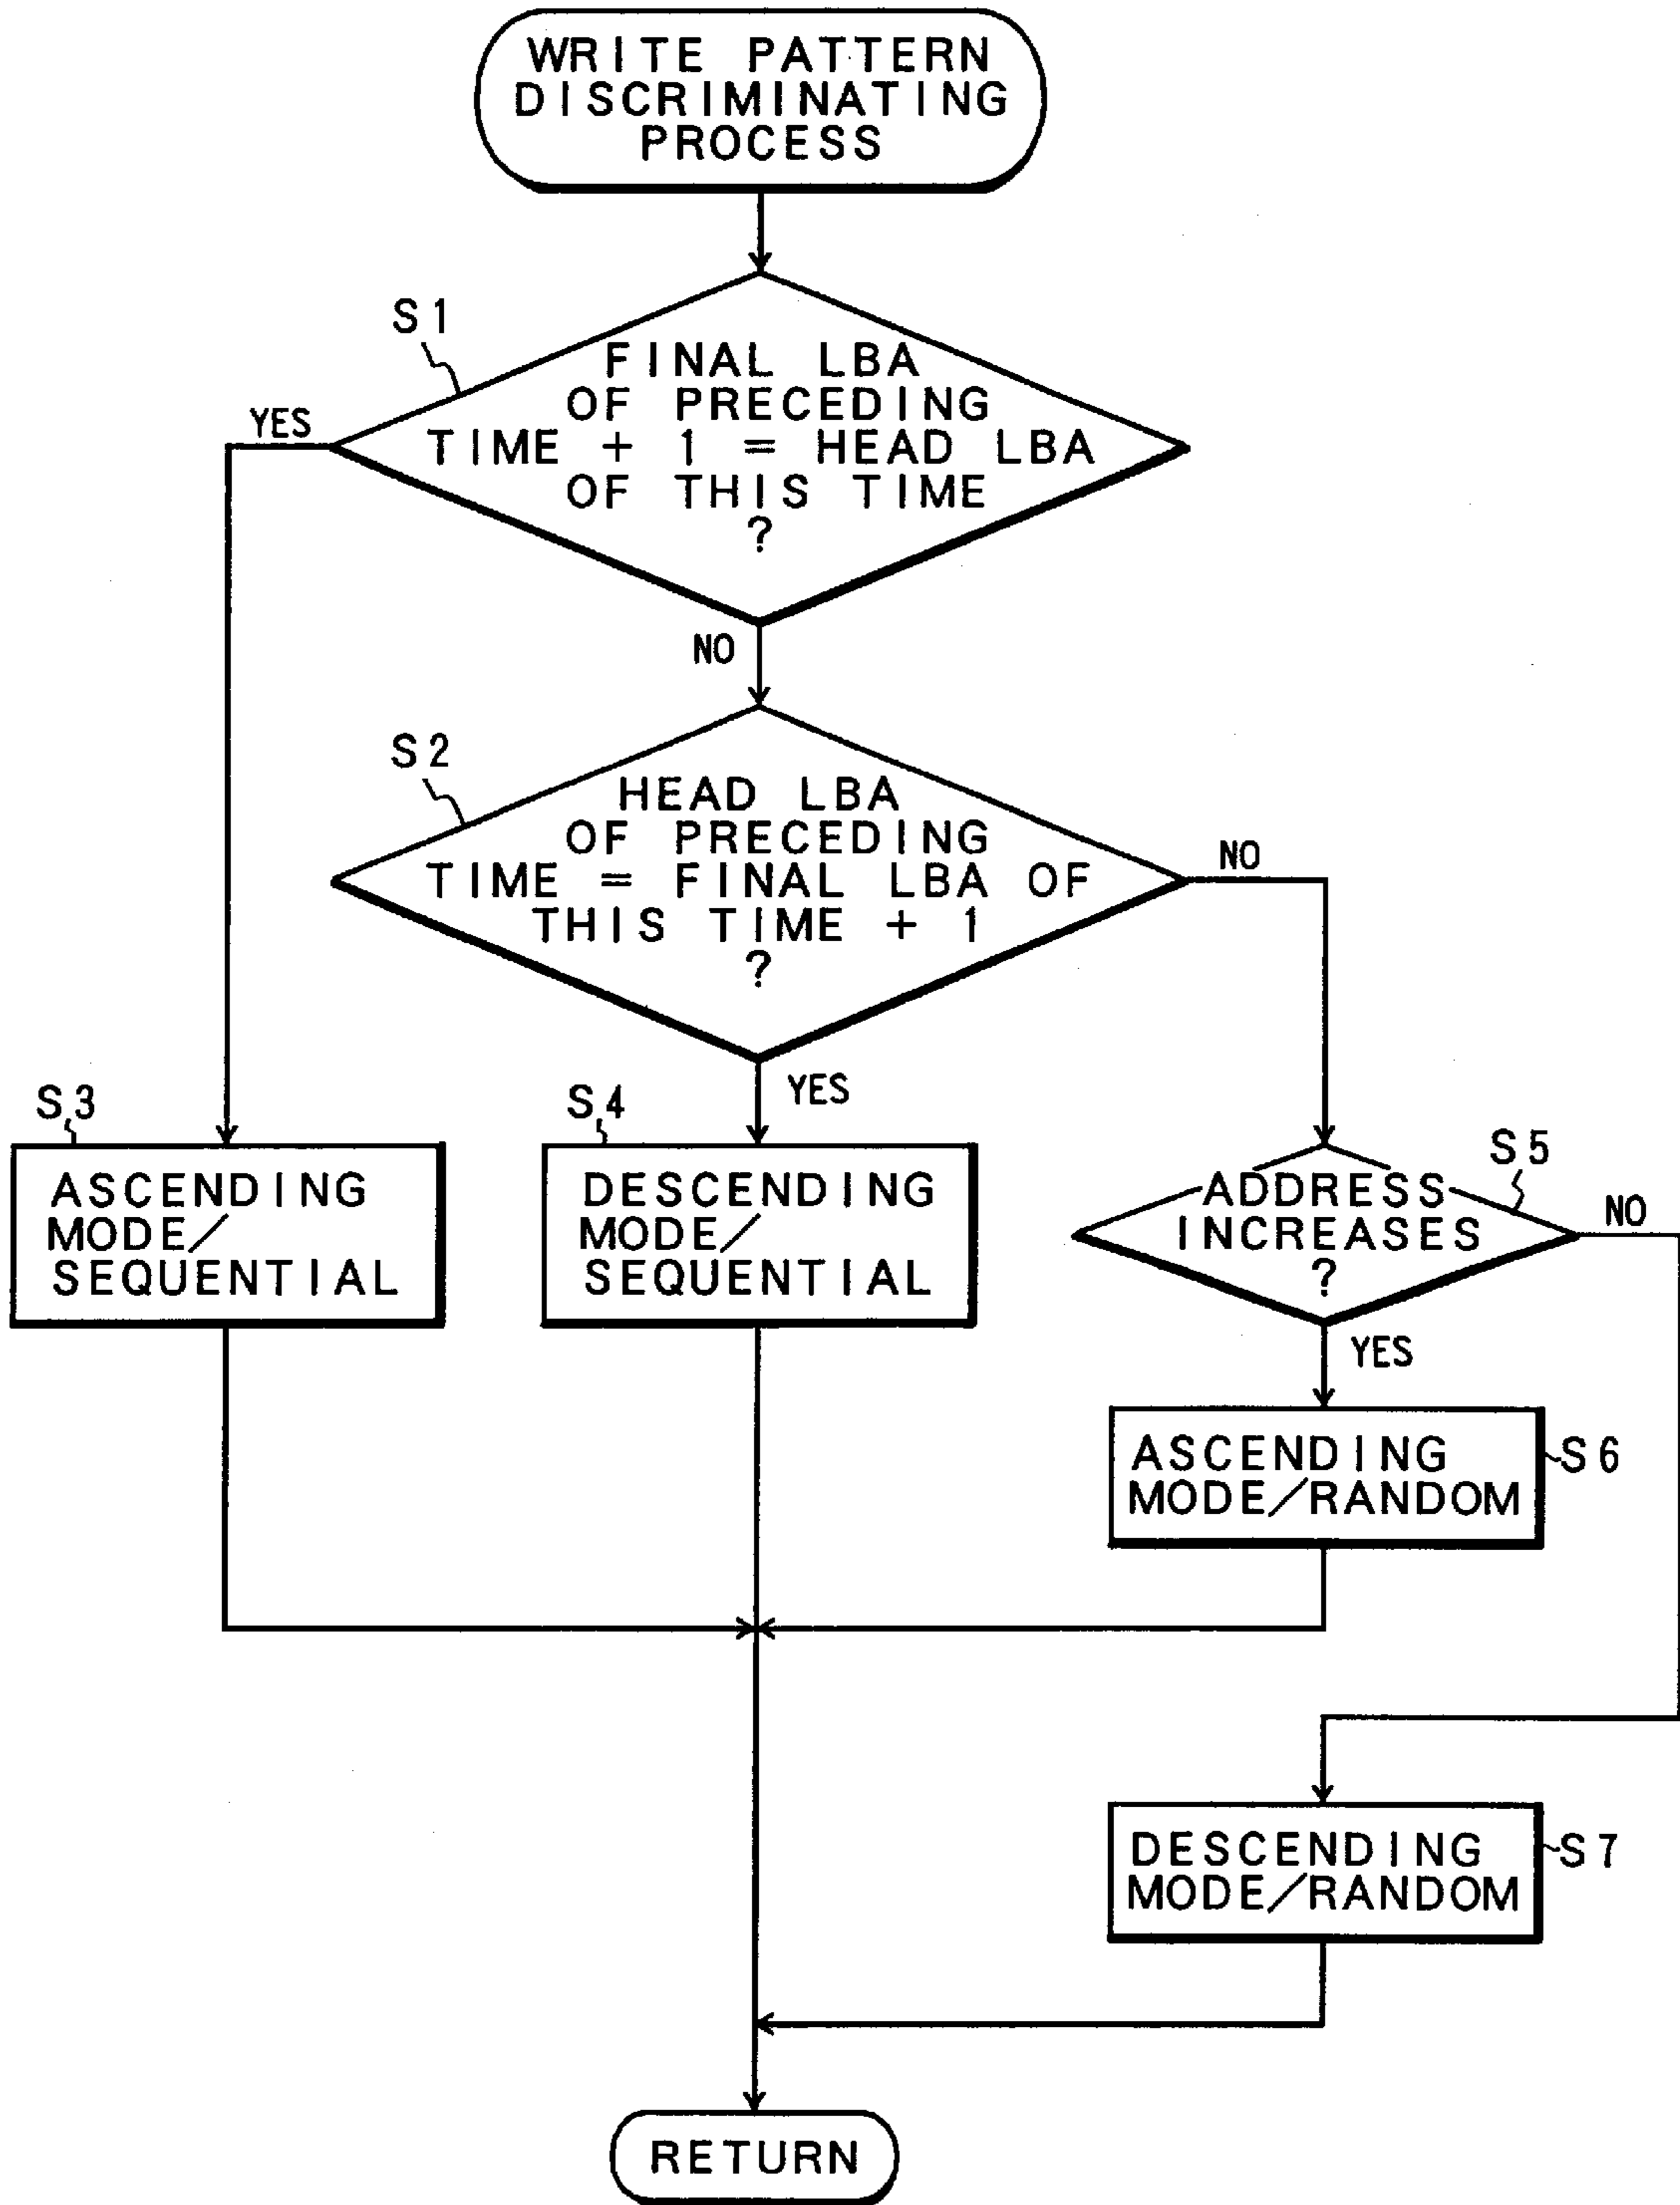 WRITE PATTERN
DISCRIMINATING
PROCESS
S1
FINAL LBA
OF PRECEDING
TIME + 1 = HEAD LBA
OF THIS TIME
?
YES
NO
S2
HEAD LBA
OF PRECEDING
TIME = FINAL LBA OF
THIS TIME + 1
?
NO
YES
S3
ASCENDING
MODE/
SEQUENTIAL
S4
DESCENDING
MODE/
SEQUENTIAL
S5
ADDRESS
INCREASES
?
NO
YES
ASCENDING
MODE/RANDOM
S6
DESCENDING
MODE/RANDOM
S7
RETURN